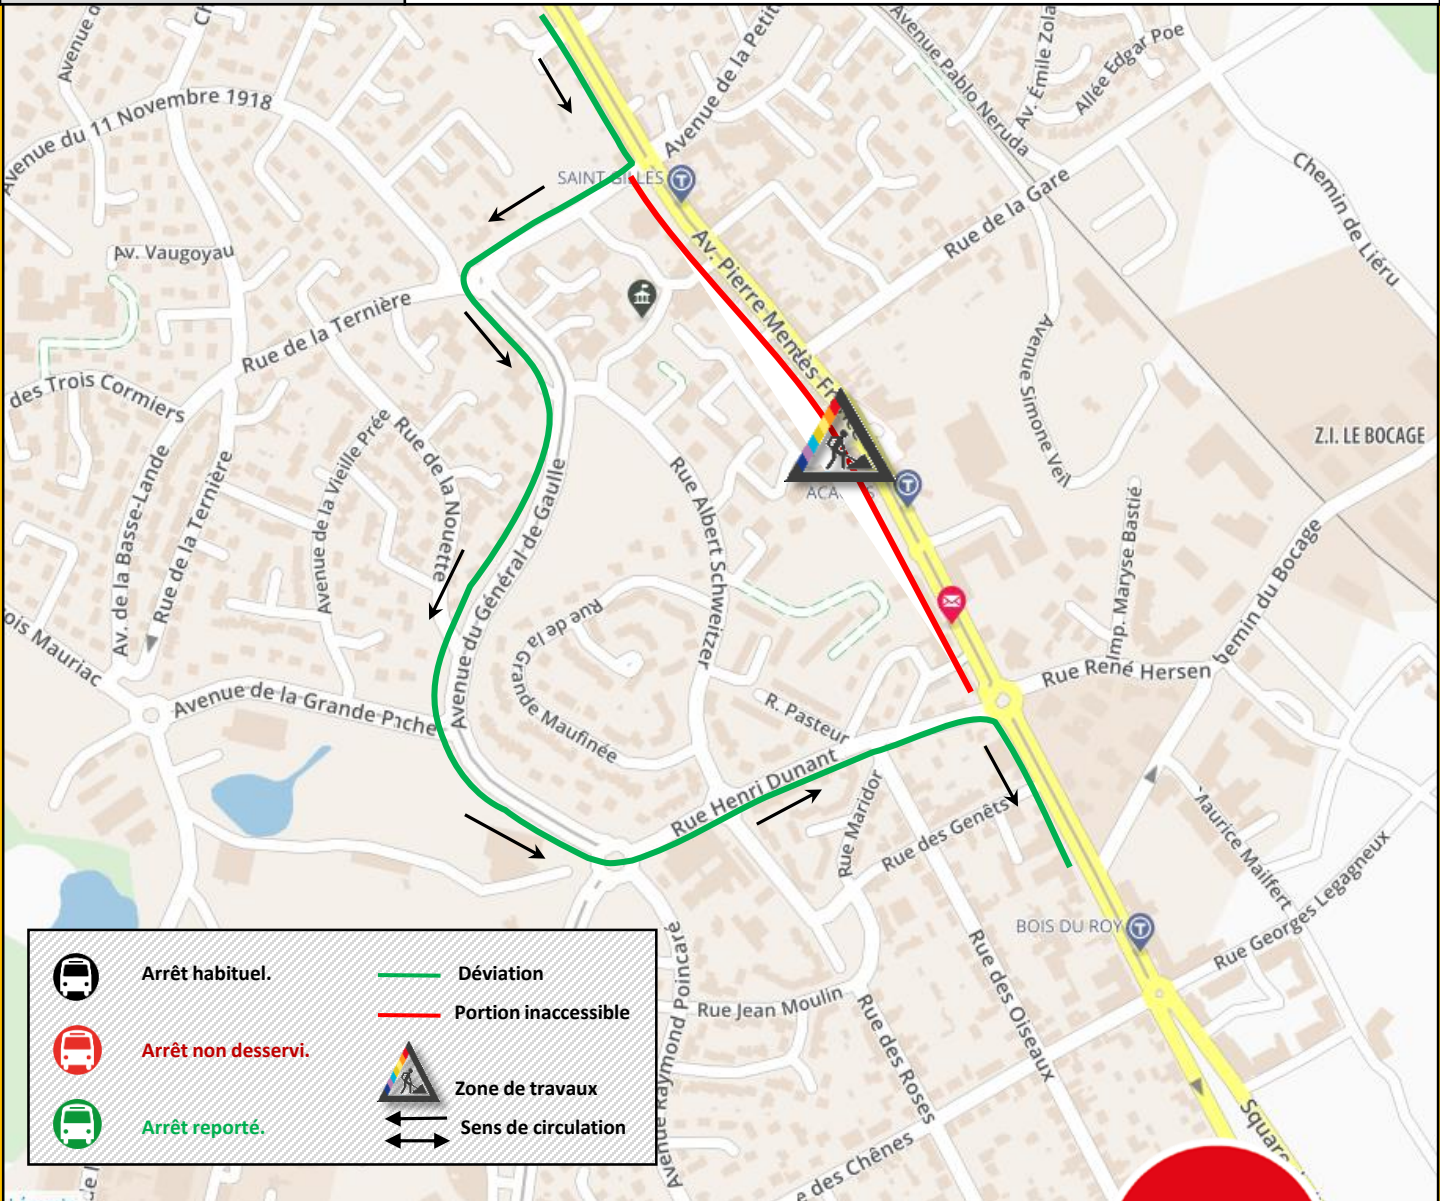 Avenue de la Petit
Avenue Pablo Neruda
Av. Émile Zola
Allée Edgar Poe
Avenue du 11 Novembre 1918
Chemin de Liéru
SAINT GILLES
Rue de la Gare
Av. Vaugoyau
Av. Pierre Mendès Fr
Rue de la Ternière
Avenue Simone Veil
des Trois Cormiers
Rue de la Nouette
Avenue de la Vieille Prée
Av. de la Basse-Lande
Rue de la Ternière
Z.I. LE BOCAGE
Rue Albert Schweitzer
Avenue du Général de Gaulle
Imp. Maryse Bastié
hemin du Bocage
Rue de la Grande Maufinée
ois Mauriac
Rue René Hersen
Avenue de la Grande P
che
R. Pasteur
Rue Henri Dunant
Rue Maridor
Rue des Genêts
Maurice Mailfert
Rue Georges Legagneux
BOIS DU ROY
Rue des Oiseaux
Avenue Raymond Poincaré
Rue Jean Moulin
Rue des Roses
e des Chênes
Square
Arrêt habituel.
Arrêt non desservi.
Arrêt reporté.
Déviation
Portion inaccessible
Zone de travaux
Sens de circulation